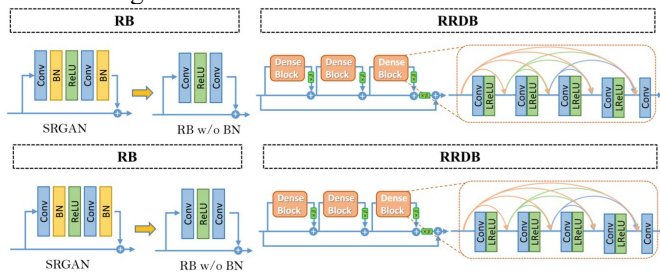 RB
RRDB
Conv
BN
ReLU
Conv
BN
Conv
ReLU
Conv
SRGAN
RB w/o BN
Dense Block
Dense Block
Dense Block
Conv
LReLU
Conv
LReLU
Conv
LReLU
Conv
LReLU
Conv
RB
RRDB
Conv
BN
ReLU
Conv
BN
Conv
ReLU
Conv
SRGAN
RB w/o BN
Dense Block
Dense Block
Dense Block
Conv
LReLU
Conv
LReLU
Conv
LReLU
Conv
LReLU
Conv